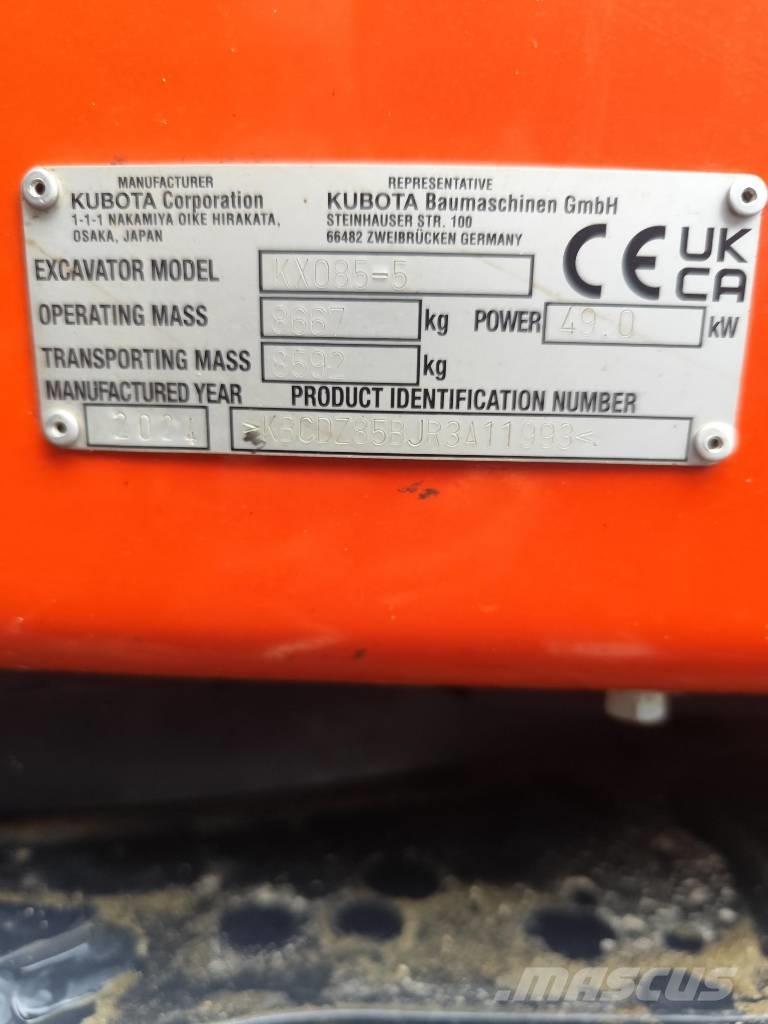 MANUFACTURER
KUBOTA Corporation
1-1-1 NAKAMIYA OIKE HIRAKATA,
OSAKA, JAPAN
REPRESENTATIVE
KUBOTA Baumaschinen GmbH
STEINHAUSER STR. 100
66482 ZWEIBRÜCKEN GERMANY
CE UK CA
EXCAVATOR MODEL KX085-5
OPERATING MASS 8667 kg POWER 49.0 kW
TRANSPORTING MASS 8592 kg
MANUFACTURED YEAR PRODUCT IDENTIFICATION NUMBER
2024
MASCUS